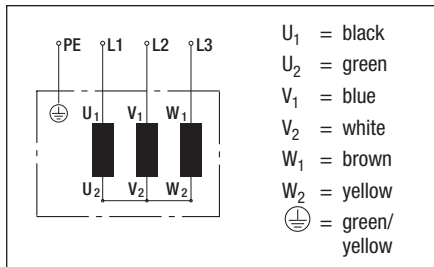 PE L1 L2 L3
U₁ V₁ W₁
U₂ V₂ W₂
U₁ = black
U₂ = green
V₁ = blue
V₂ = white
W₁ = brown
W₂ = yellow
= green/
yellow